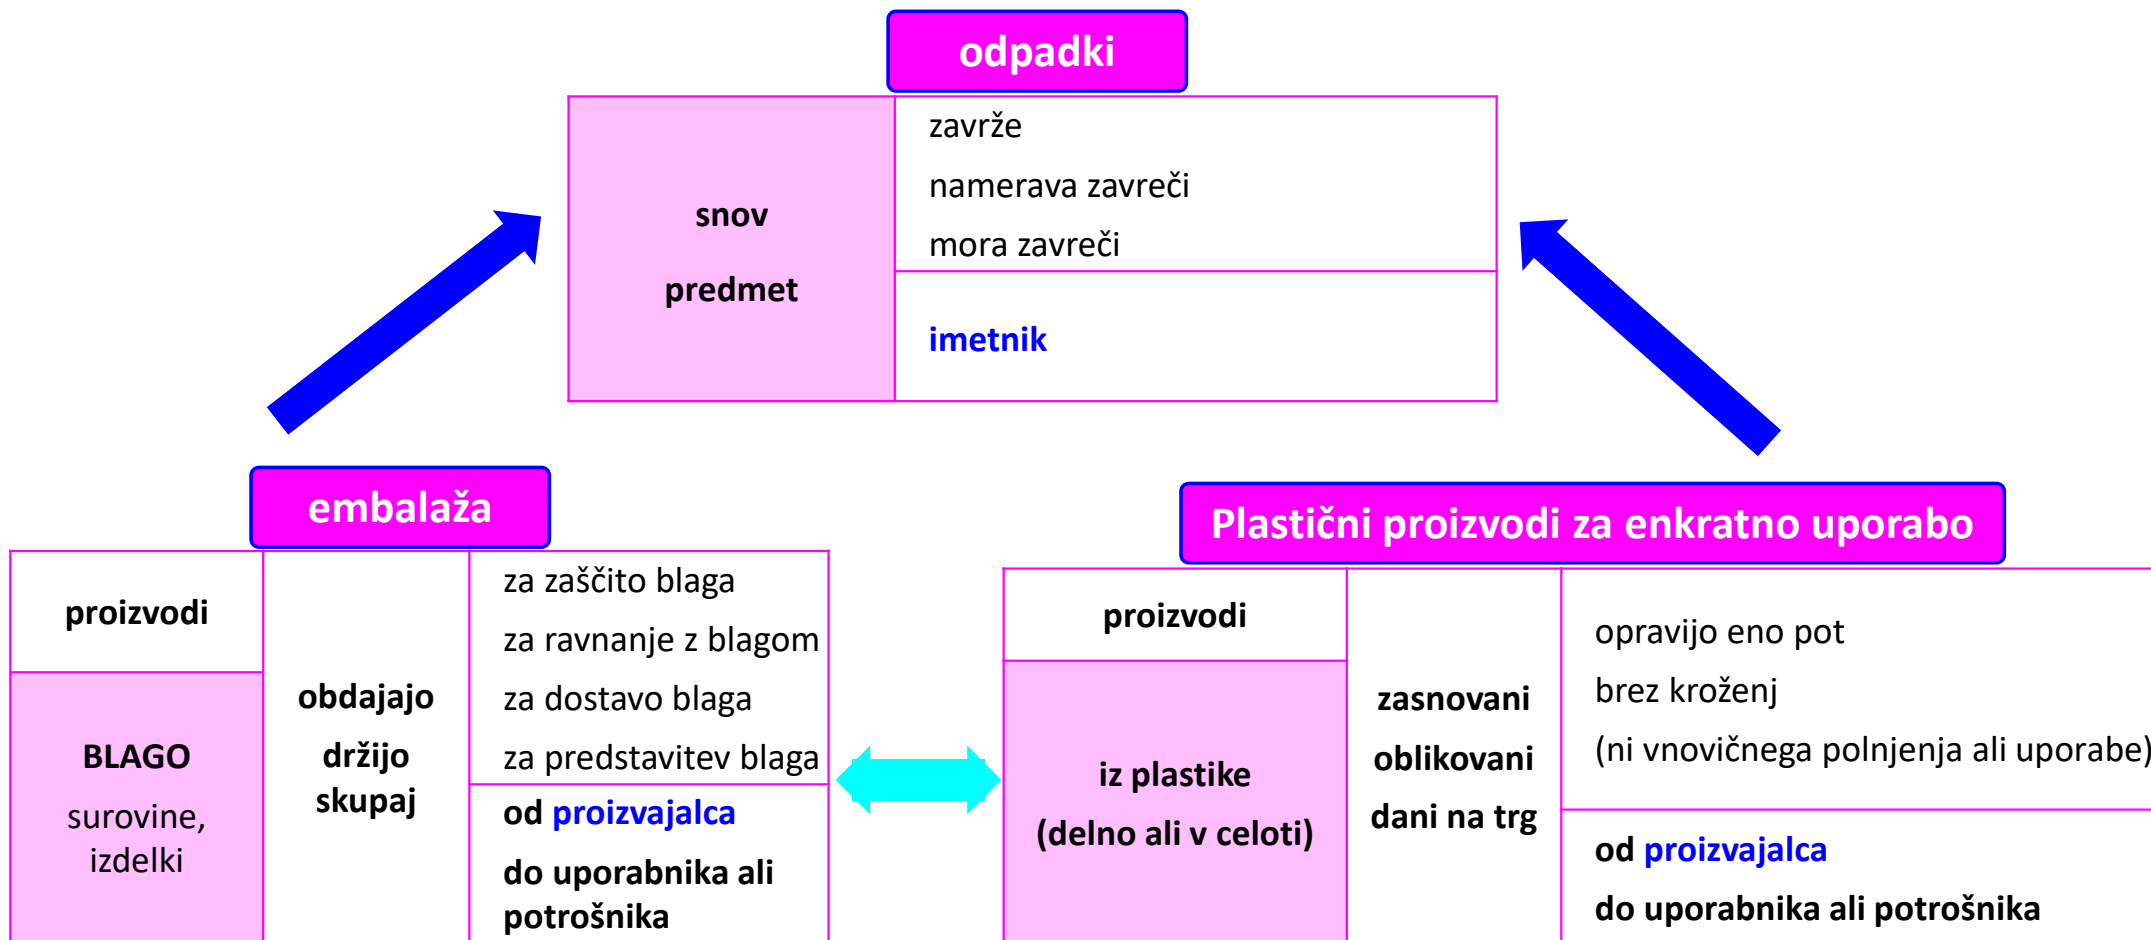 odpadki
snov
predmet
zavrže
namerava zavreči
mora zavreči
imetnik
embalaža
proizvodi
BLAGO
surovine,
izdelki
obdajajo
držijo
skupaj
za zaščito blaga
za ravnanje z blagom
za dostavo blaga
za predstavitev blaga
od proizvajalca
do uporabnika ali
potrošnika
Plastični proizvodi za enkratno uporabo
proizvodi
iz plastike
(delno ali v celoti)
zasnovani
oblikovani
dani na trg
opravijo eno pot
brez kroženj
(ni vnovičnega polnjenja ali uporabe)
od proizvajalca
do uporabnika ali potrošnika